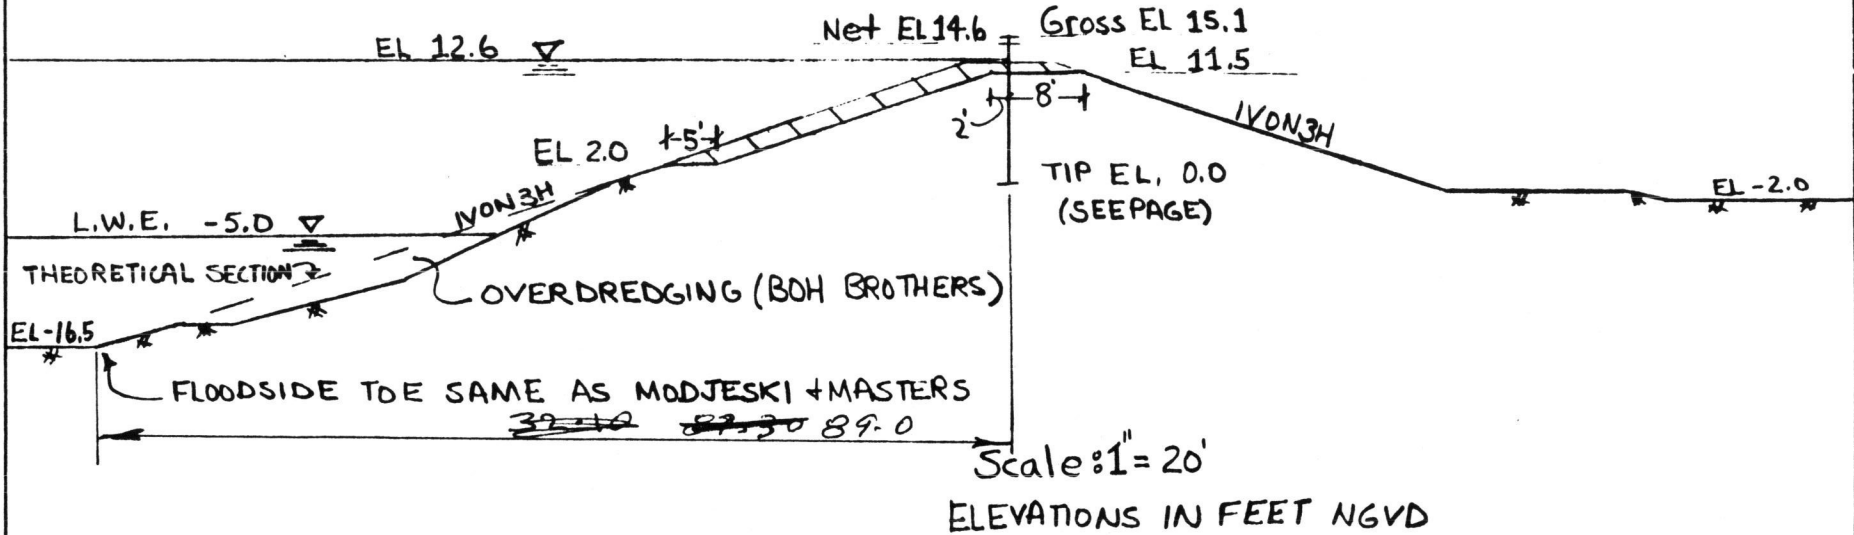 Net EL 14.6
Gross EL 15.1
EL 12.6
EL 11.5
8'
2'
1V ON 3H
5'
EL 2.0
TIP EL. 0.0
(SEEPAGE)
EL -2.0
1V ON 3H
L.W.E. -5.0
THEORETICAL SECTION
OVERDREDGING (BOH BROTHERS)
EL-16.5
FLOODSIDE TOE SAME AS MODJESKI + MASTERS
89.0
Scale: 1" = 20'
ELEVATIONS IN FEET NGVD